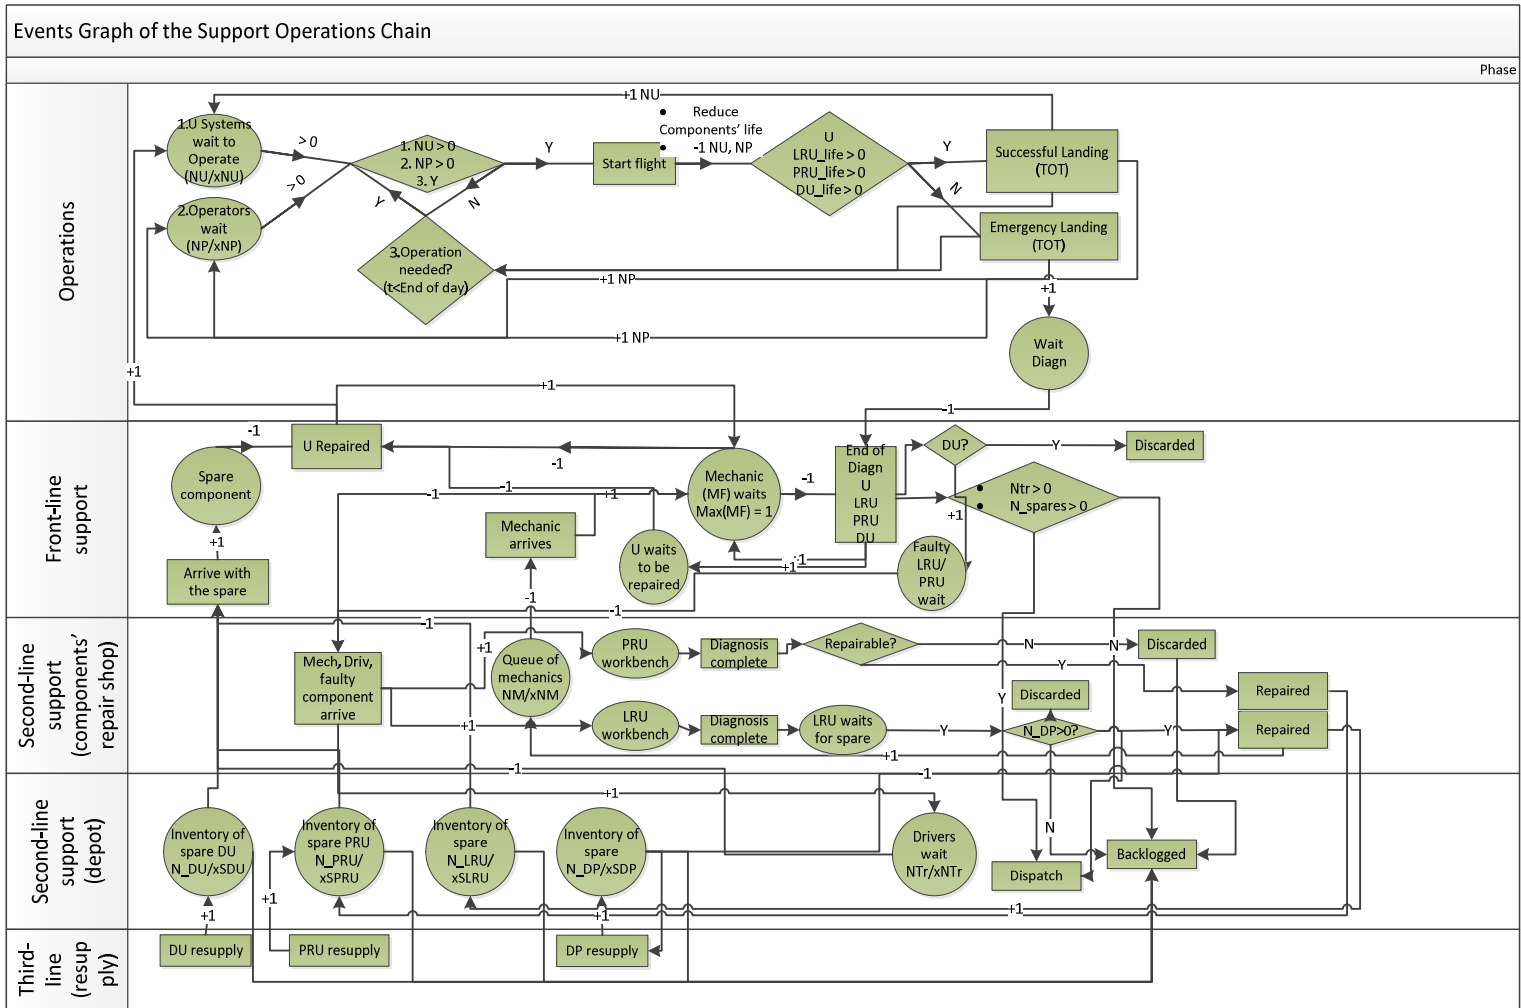 Events Graph of the Support Operations Chain
Phase
Operations
+1 NU
1.U Systems
wait to
Operate
(NU/xNU)
> 0
1. NU > 0
2. NP > 0
3. Y
Y
Start flight
Reduce
Components' life
-1 NU, NP
U
LRU_life > 0
PRU_life > 0
DU_life > 0
Y
N
Successful Landing
(TOT)
Emergency Landing
(TOT)
2.Operators
wait
(NP/xNP)
> 0
Y
N
3.Operation
needed?
(t<End of day)
+1 NP
+1 NP
+1
Wait
Diagn
+1
+1
-1
Front-line
support
Spare
component
-1
U Repaired
-1
-1
-1
+1
Mechanic
(MF) waits
Max(MF) = 1
-1
End of
Diagn
U
LRU
PRU
DU
DU?
Y
Discarded
Ntr > 0
N_spares > 0
+1
Mechanic
arrives
U waits
to be
repaired
-1
+1
Faulty
LRU/
PRU
wait
+1
Arrive with
the spare
-1
-1
Second-line
support
(components'
repair shop)
-1
Mech, Driv,
faulty
component
arrive
+1
+1
Queue of
mechanics
NM/xNM
PRU
workbench
Diagnosis
complete
Repairable?
N
N
Discarded
Y
Repaired
Y
Discarded
LRU
workbench
Diagnosis
complete
LRU waits
for spare
Y
N_DP>0?
Y
Repaired
+1
-1
-1
Second-line
support
(depot)
+1
Inventory of
spare DU
N_DU/xSDU
Inventory of
spare PRU
N_PRU/
xSPRU
Inventory of
spare
N_LRU/
xSLRU
Inventory of
spare
N_DP/xSDP
Drivers
wait
NTr/xNTr
N
Backlogged
Dispatch
+1
+1
+1
+1
Third-
line
(resup
ply)
DU resupply
PRU resupply
DP resupply